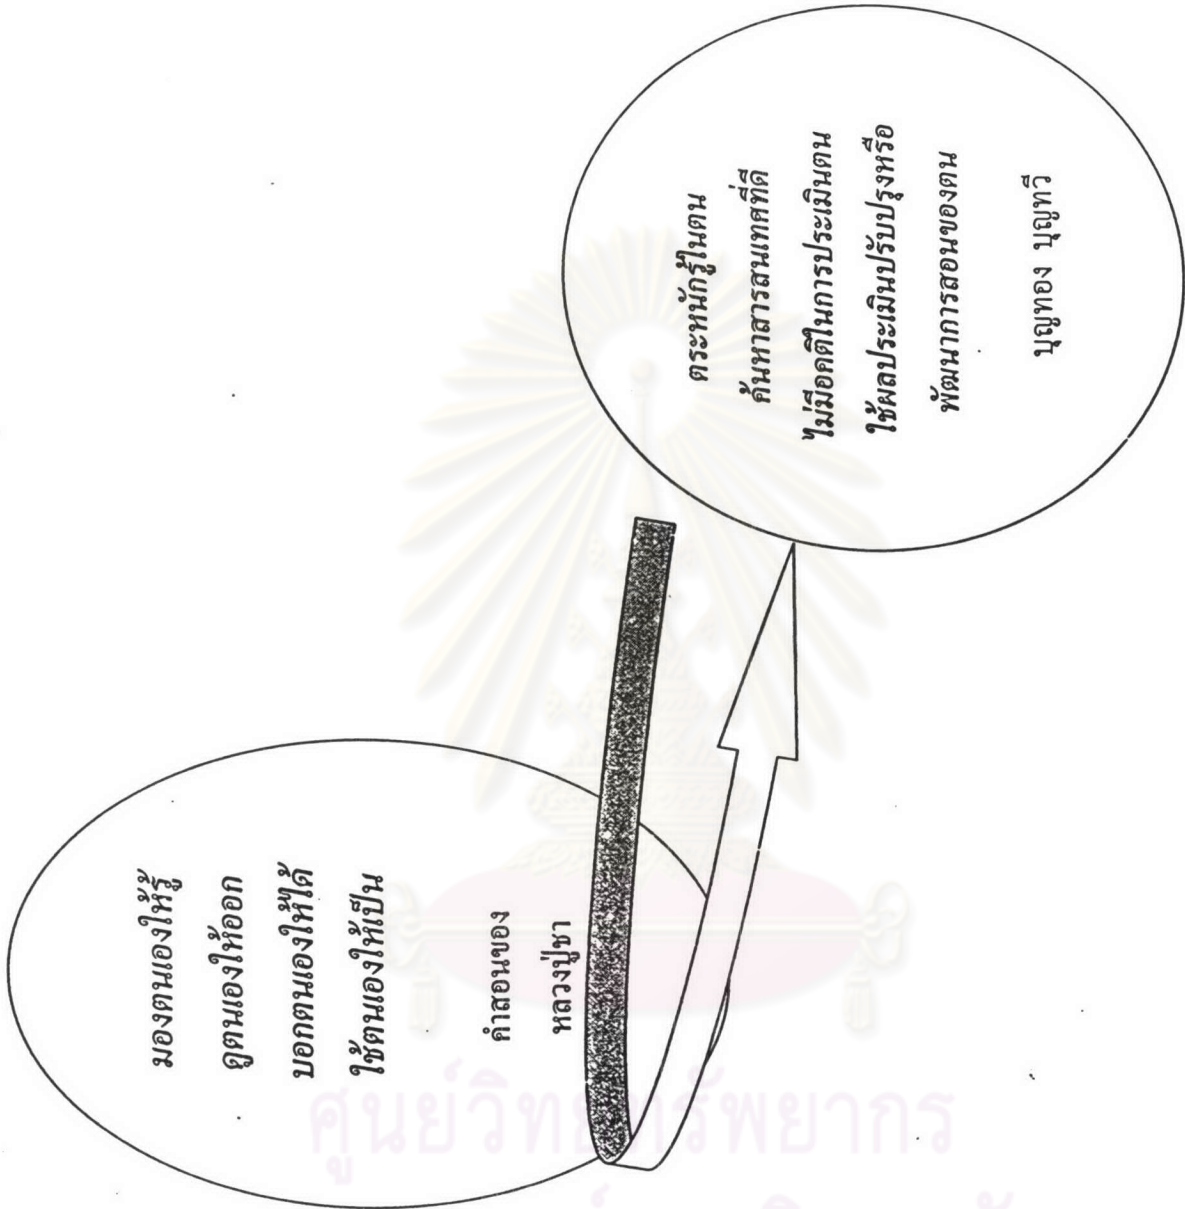 มองตนเองให้รู้
ดูตนเองให้ออก
บอกตนเองให้ได้
ใช้ตนเองให้เป็น
คำสอนของ
หลวงปู่ชา
ตระหนักรู้ในตน
ค้นหาสารสนเทศที่ดี
ไม่มีอคติในการประเมินตน
ใช้ผลประเมินปรับปรุงหรือ
พัฒนาการสอนของตน
บุญทอง บุญทวี
ศูนย์วิทยทรัพยากร